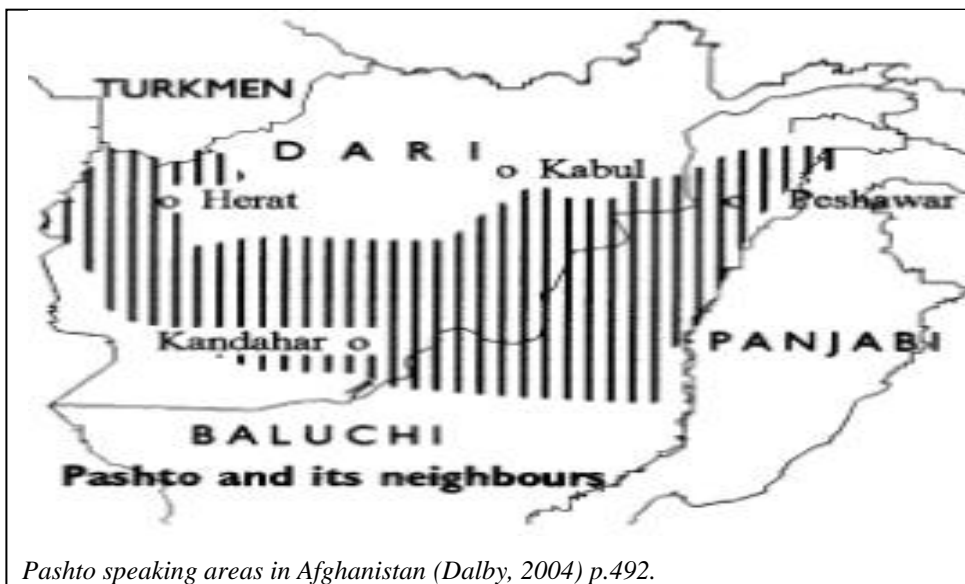 TURKMEN
DARI
Kabul
Herat
Peshawar
Kandahar
PANJABI
BALUCHI
Pashto and its neighbours
Pashto speaking areas in Afghanistan (Dalby, 2004) p.492.